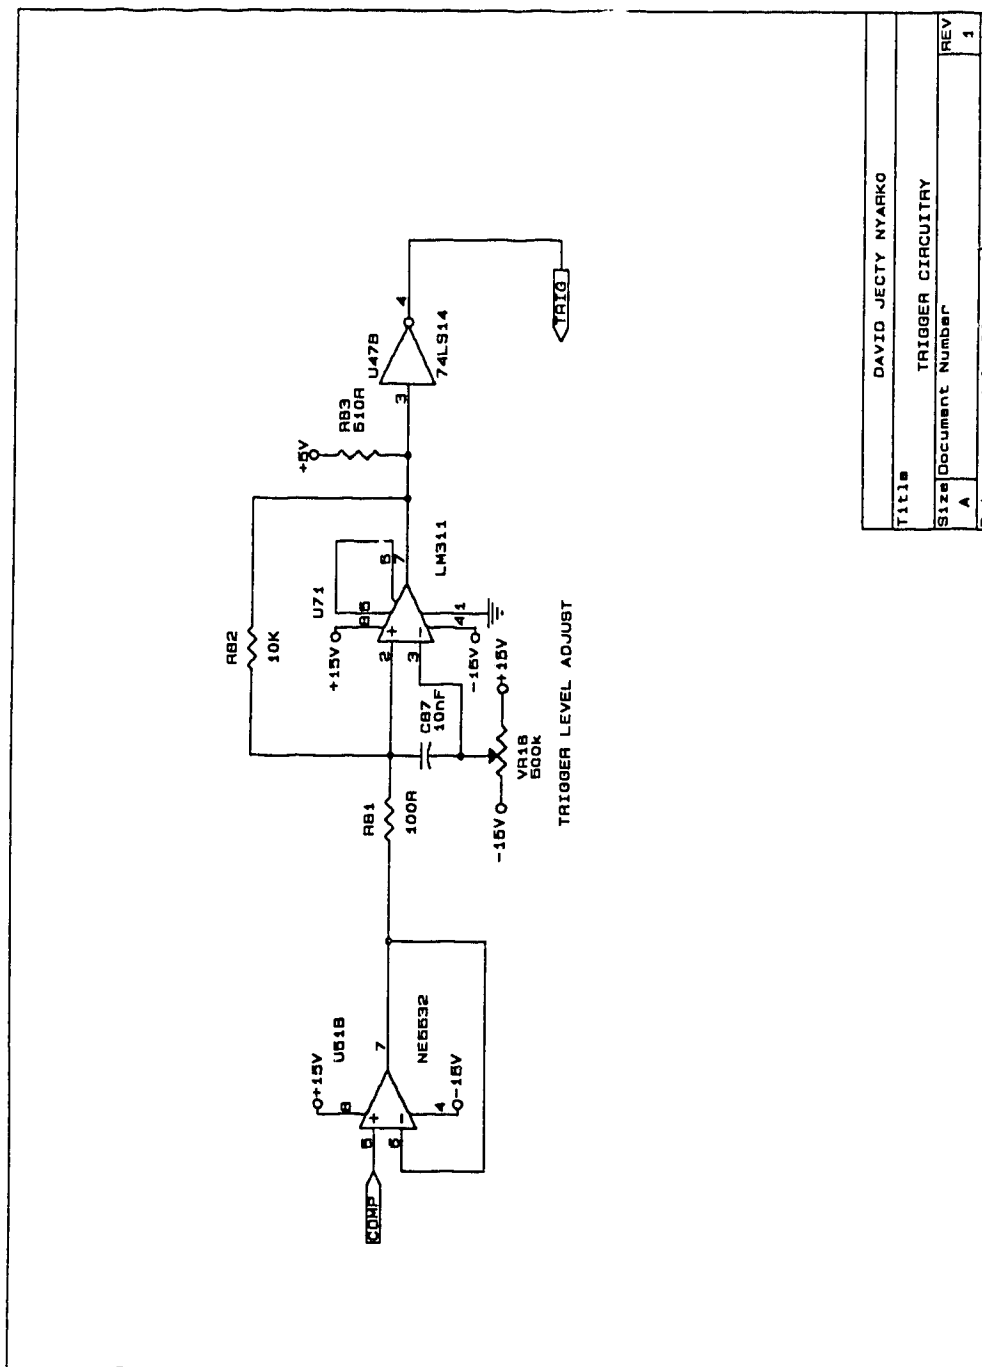 COMP
+15V
8
U51B
5
+
6
-
7
4
-15V
NE5532
R81
100R
R82
10K
C87
10nF
-15V
+15V
VR18
500k
TRIGGER LEVEL ADJUST
+15V
U71
8
5
6
2
+
3
-
7
4
1
-15V
LM311
+5V
R83
510R
U47B
3
4
74LS14
TRIG
DAVID JECTY NYARKO
Title
TRIGGER CIRCUITRY
Size
Document Number
REV
A
1